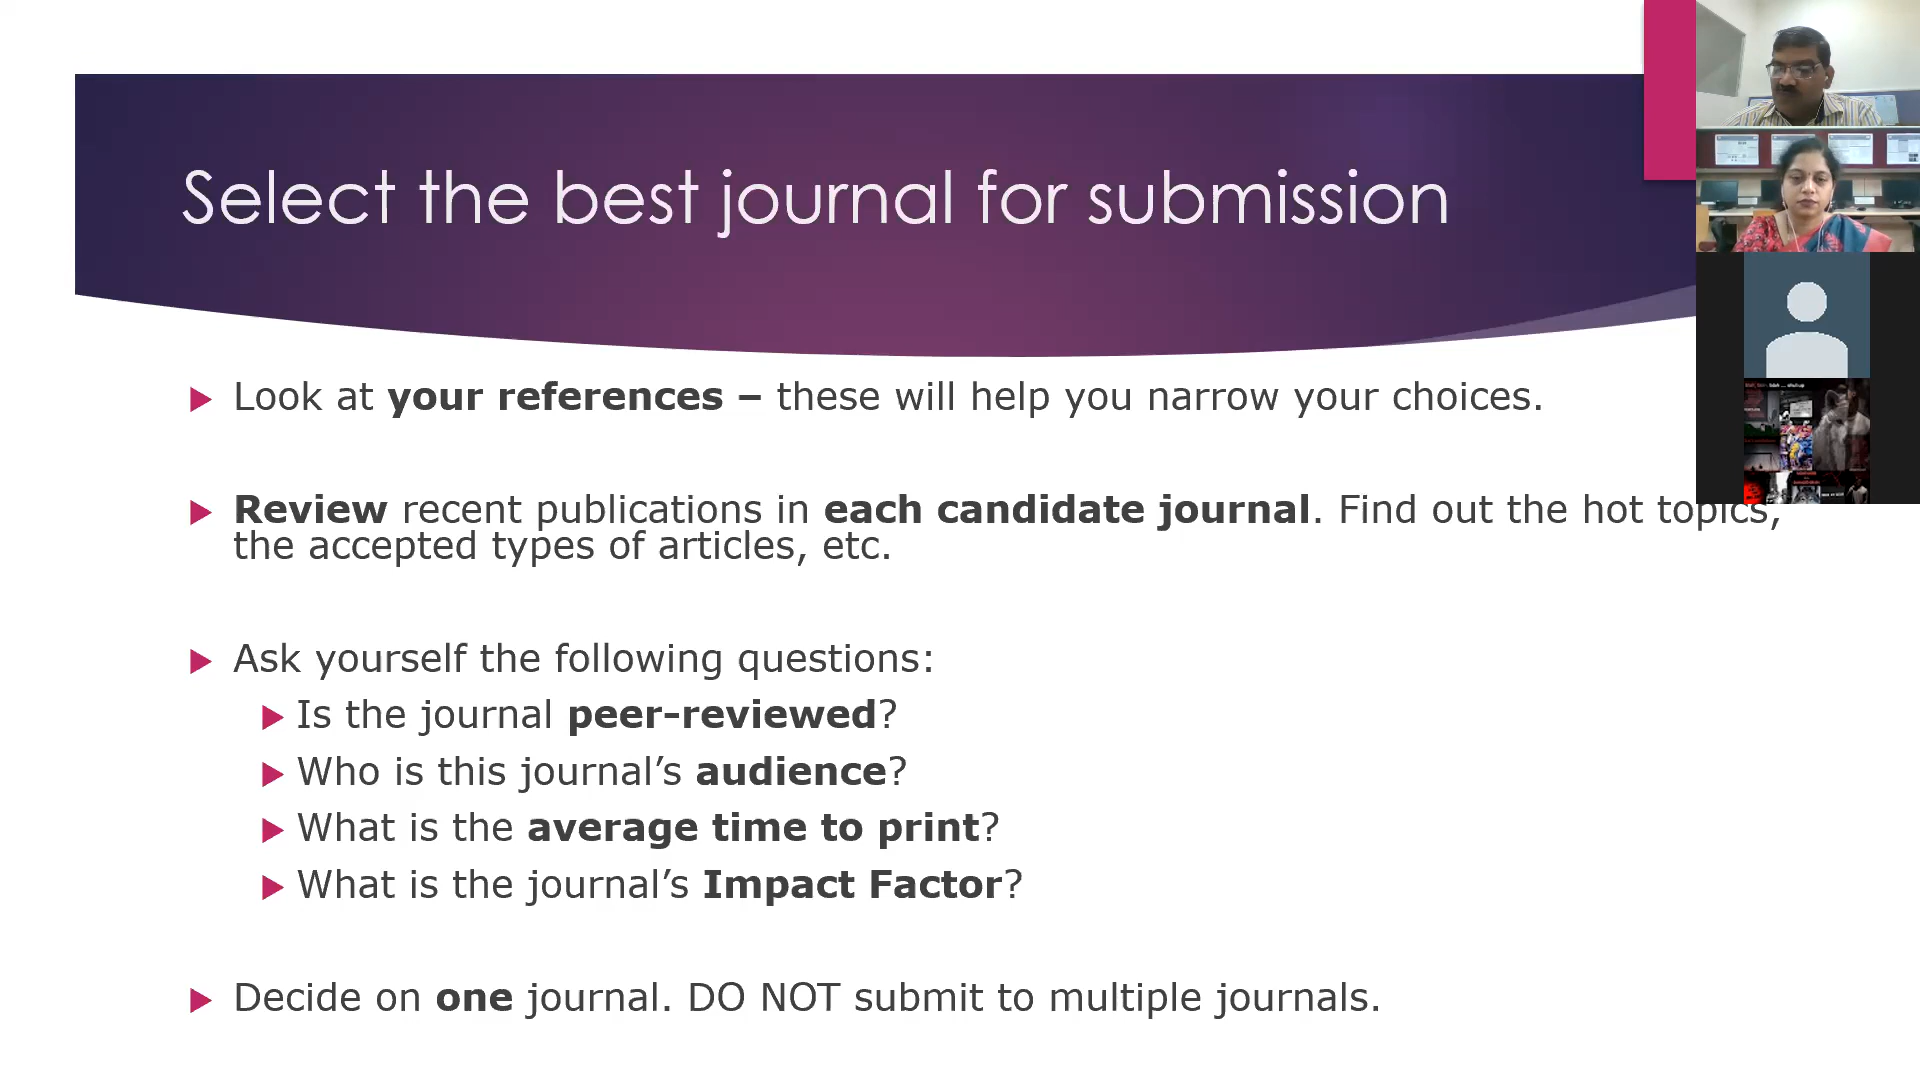 Select the best journal for submission
Look at your references – these will help you narrow your choices.
Review recent publications in each candidate journal. Find out the hot topics,
the accepted types of articles, etc.
Ask yourself the following questions:
Is the journal peer-reviewed?
Who is this journal’s audience?
What is the average time to print?
What is the journal’s Impact Factor?
Decide on one journal. DO NOT submit to multiple journals.